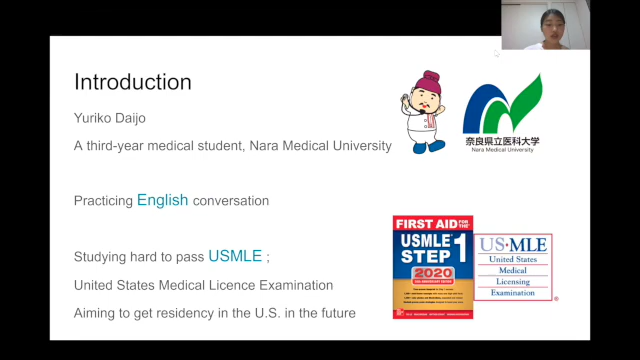 Introduction
Yuriko Daijo
A third-year medical student, Nara Medical University
奈良県立医科大学
Nara Medical University
Practicing English conversation
Studying hard to pass USMLE ;
United States Medical Licence Examination
Aiming to get residency in the U.S. in the future
FIRST AID FOR THE
USMLE
STEP 1
2020
US★MLE
United States
Medical
Licensing
Examination
®